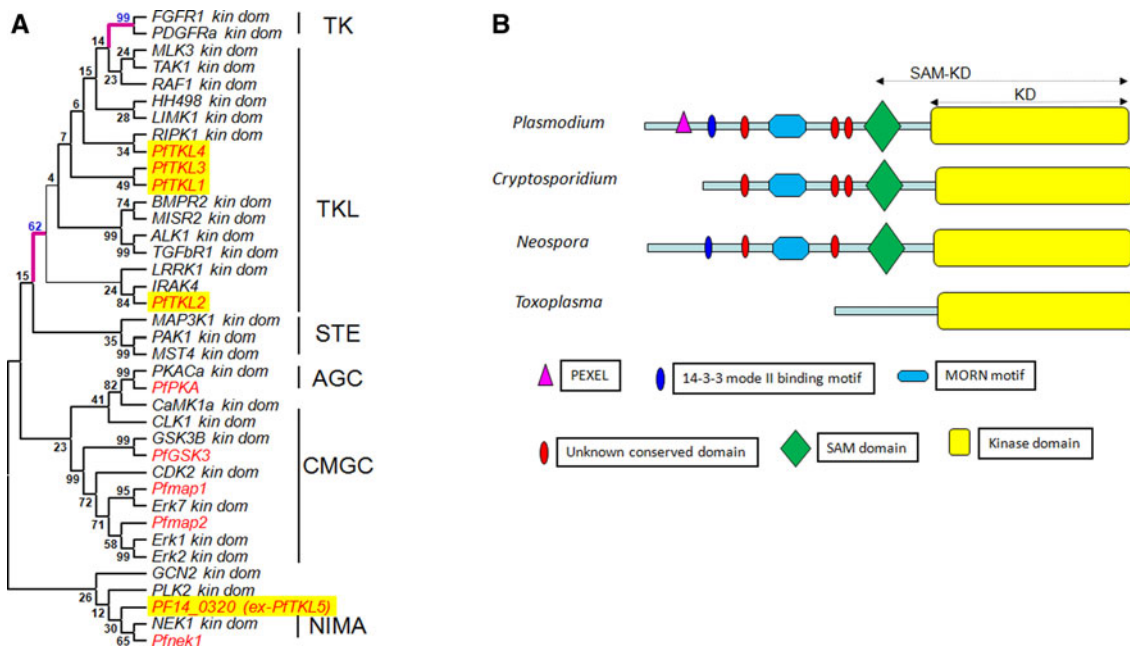 A
99
FGFR1 kin dom
PDGFRa kin dom
TK
14
24
MLK3 kin dom
TAK1 kin dom
23
RAF1 kin dom
15
HH498 kin dom
28
LIMK1 kin dom
6
RIPK1 kin dom
34
PfTKL4
7
PfTKL3
49
PfTKL1
4
74
BMPR2 kin dom
MISR2 kin dom
99
ALK1 kin dom
99
TGFbR1 kin dom
TKL
62
LRRK1 kin dom
24
IRAK4
84
PfTKL2
15
MAP3K1 kin dom
35
PAK1 kin dom
99
MST4 kin dom
STE
99
PKACa kin dom
82
PfPKA
AGC
41
CaMK1a kin dom
CLK1 kin dom
23
99
GSK3B kin dom
PfGSK3
99
CDK2 kin dom
CMGC
72
95
Pfmap1
Erk7 kin dom
71
Pfmap2
58
Erk1 kin dom
99
Erk2 kin dom
GCN2 kin dom
26
PLK2 kin dom
12
PF14_0320 (ex-PfTKL5)
30
NEK1 kin dom
NIMA
65
Pfnek1
B
SAM-KD
KD
Plasmodium
Cryptosporidium
Neospora
Toxoplasma
PEXEL
14-3-3 mode II binding motif
MORN motif
Unknown conserved domain
SAM domain
Kinase domain